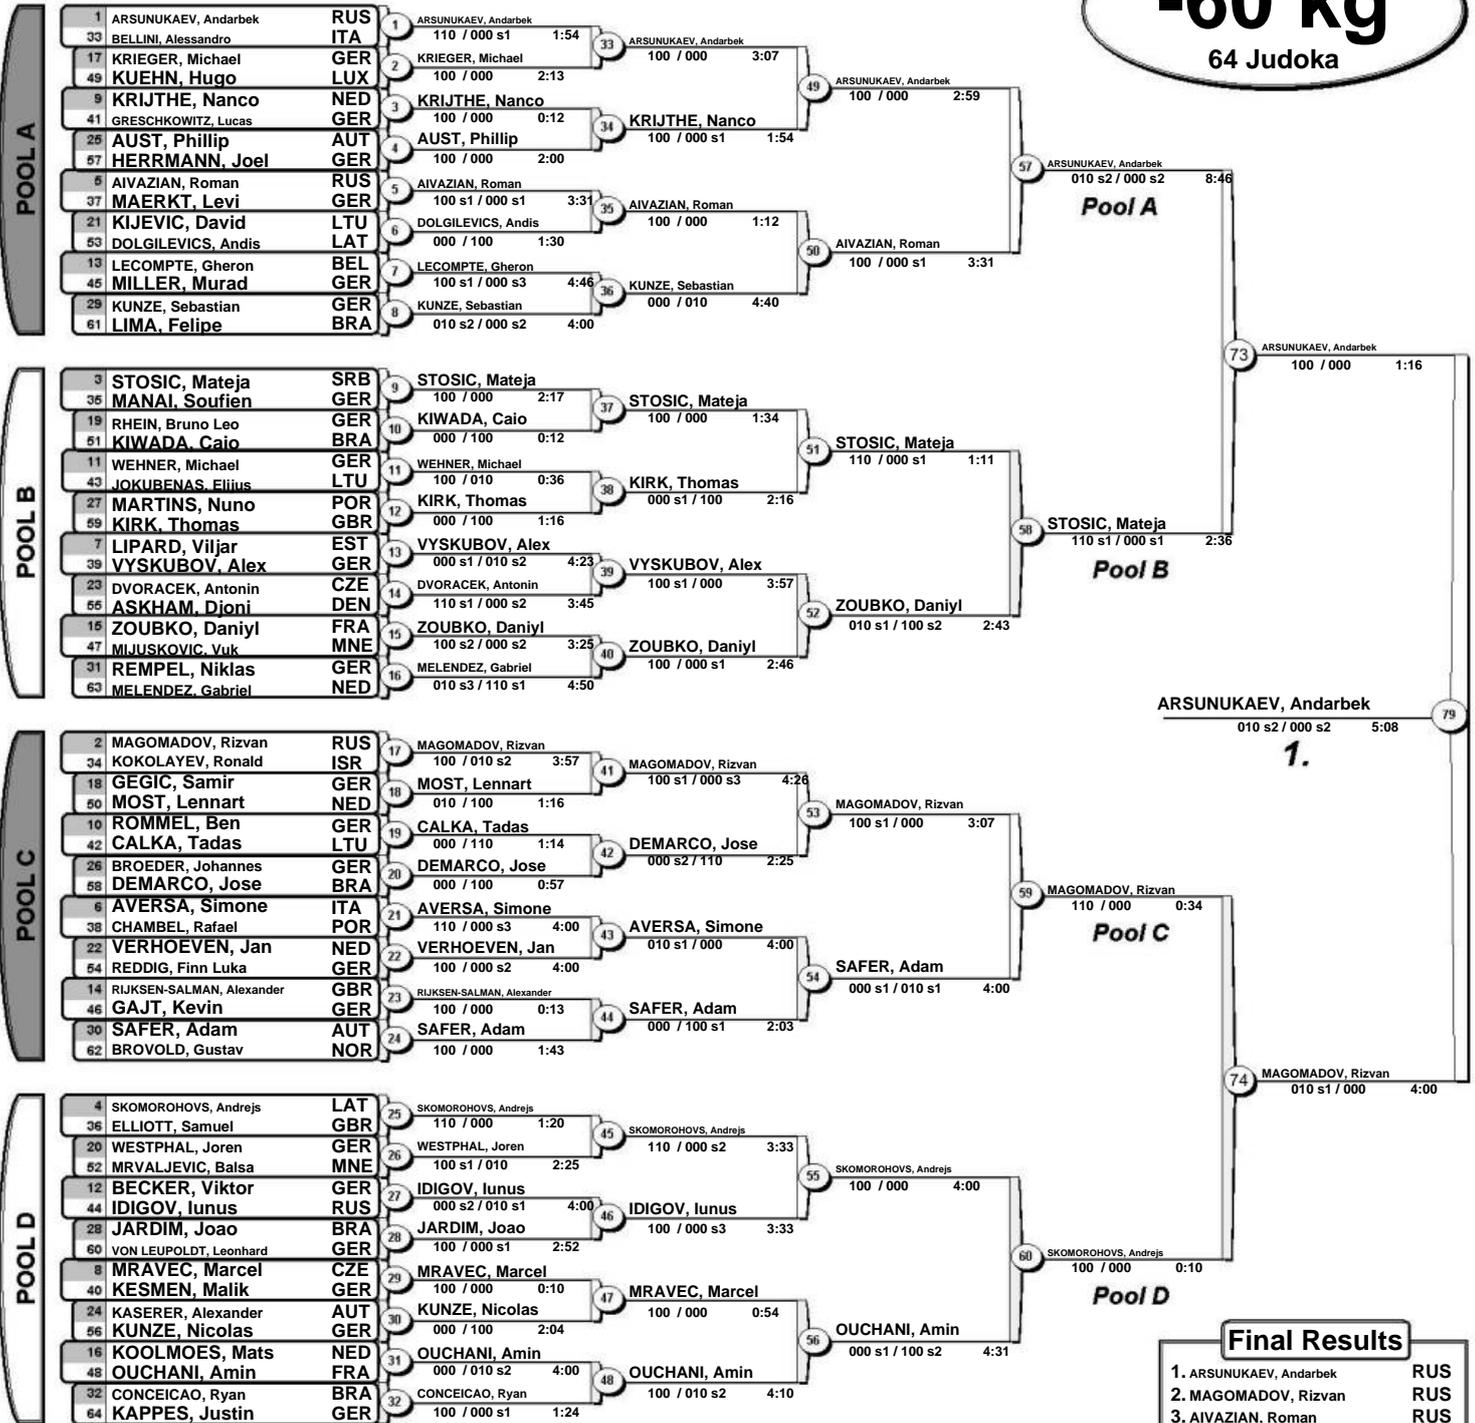 -60 kg
64 Judoka
POOL A
1 ARSUNUKAEV, Andarbek RUS
33 BELLINI, Alessandro ITA
17 KRIEGER, Michael GER
49 KUEHN, Hugo LUX
9 KRIJTHE, Nanco NED
41 GRESCHKOWITZ, Lucas GER
25 AUST, Phillip AUT
57 HERRMANN, Joel GER
5 AIVAZIAN, Roman RUS
37 MAERKT, Levi GER
21 KIJEVIC, David LTU
53 DOLGILEVICS, Andis LAT
13 LECOMPTE, Gheron BEL
45 MILLER, Murad GER
29 KUNZE, Sebastian GER
61 LIMA, Felipe BRA
1 ARSUNUKAEV, Andarbek
110 / 000 s1 1:54
2 KRIEGER, Michael
100 / 000 2:13
3 KRIJTHE, Nanco
100 / 000 0:12
4 AUST, Phillip
100 / 000 2:00
5 AIVAZIAN, Roman
100 s1 / 000 s1 3:31
6 DOLGILEVICS, Andis
000 / 100 1:30
7 LECOMPTE, Gheron
100 s1 / 000 s3 4:46
8 KUNZE, Sebastian
010 s2 / 000 s2 4:00
33 ARSUNUKAEV, Andarbek
100 / 000 3:07
34 KRIJTHE, Nanco
100 / 000 s1 1:54
35 AIVAZIAN, Roman
100 / 000 1:12
36 KUNZE, Sebastian
000 / 010 4:40
49 ARSUNUKAEV, Andarbek
100 / 000 2:59
50 AIVAZIAN, Roman
100 / 000 s1 3:31
57 ARSUNUKAEV, Andarbek
010 s2 / 000 s2 8:46
Pool A
POOL B
3 STOSIC, Mateja SRB
35 MANAI, Soufien GER
19 RHEIN, Bruno Leo GER
51 KIWADA, Caio BRA
11 WEHNER, Michael GER
43 JOKUBENAS, Elijus LTU
27 MARTINS, Nuno POR
59 KIRK, Thomas GBR
7 LIPARD, Viljar EST
39 VYSKUBOV, Alex GER
23 DVORACEK, Antonin CZE
55 ASKHAM, Djoni DEN
15 ZOUBKO, Daniyl FRA
47 MIJUSKOVIC, Vuk MNE
31 REMPEL, Niklas GER
63 MELENDEZ, Gabriel NED
9 STOSIC, Mateja
100 / 000 2:17
10 KIWADA, Caio
000 / 100 0:12
11 WEHNER, Michael
100 / 010 0:36
12 KIRK, Thomas
000 / 100 1:16
13 VYSKUBOV, Alex
000 s1 / 010 s2 4:23
14 DVORACEK, Antonin
110 s1 / 000 s2 3:45
15 ZOUBKO, Daniyl
100 s2 / 000 s2 3:25
16 MELENDEZ, Gabriel
010 s3 / 110 s1 4:50
37 STOSIC, Mateja
100 / 000 1:34
38 KIRK, Thomas
000 s1 / 100 2:16
39 VYSKUBOV, Alex
100 s1 / 000 3:57
40 ZOUBKO, Daniyl
100 / 000 s1 2:46
51 STOSIC, Mateja
110 / 000 s1 1:11
52 ZOUBKO, Daniyl
010 s1 / 100 s2 2:43
58 STOSIC, Mateja
110 s1 / 000 s1 2:36
Pool B
73 ARSUNUKAEV, Andarbek
100 / 000 1:16
ARSUNUKAEV, Andarbek 79
010 s2 / 000 s2 5:08
1.
POOL C
2 MAGOMADOV, Rizvan RUS
34 KOKOLAYEV, Ronald ISR
18 GEGIC, Samir GER
50 MOST, Lennart NED
10 ROMMEL, Ben GER
42 CALKA, Tadas LTU
26 BROEDER, Johannes GER
58 DEMARCO, Jose BRA
6 AVERSA, Simone ITA
38 CHAMBEL, Rafael POR
22 VERHOEVEN, Jan NED
54 REDDIG, Finn Luka GER
14 RIJKSEN-SALMAN, Alexander GBR
46 GAJT, Kevin GER
30 SAFER, Adam AUT
62 BROVOLD, Gustav NOR
17 MAGOMADOV, Rizvan
100 / 010 s2 3:57
18 MOST, Lennart
010 / 100 1:16
19 CALKA, Tadas
000 / 110 1:14
20 DEMARCO, Jose
000 / 100 0:57
21 AVERSA, Simone
110 / 000 s3 4:00
22 VERHOEVEN, Jan
100 / 000 s2 4:00
23 RIJKSEN-SALMAN, Alexander
100 / 000 0:13
24 SAFER, Adam
100 / 000 1:43
41 MAGOMADOV, Rizvan
100 s1 / 000 s3 4:26
42 DEMARCO, Jose
000 s2 / 110 2:25
43 AVERSA, Simone
010 s1 / 000 4:00
44 SAFER, Adam
000 / 100 s1 2:03
53 MAGOMADOV, Rizvan
100 s1 / 000 3:07
54 SAFER, Adam
000 s1 / 010 s1 4:00
59 MAGOMADOV, Rizvan
110 / 000 0:34
Pool C
POOL D
4 SKOMOROHOVS, Andrejs LAT
36 ELLIOTT, Samuel GBR
20 WESTPHAL, Joren GER
52 MRVALJEVIC, Balsa MNE
12 BECKER, Viktor GER
44 IDIGOV, Iunus RUS
28 JARDIM, Joao BRA
60 VON LEUPOLDT, Leonhard GER
8 MRAVEC, Marcel CZE
40 KESMEN, Malik GER
24 KASERER, Alexander AUT
56 KUNZE, Nicolas GER
16 KOOLMOES, Mats NED
48 OUCHANI, Amin FRA
32 CONCEICAO, Ryan BRA
64 KAPPES, Justin GER
25 SKOMOROHOVS, Andrejs
110 / 000 1:20
26 WESTPHAL, Joren
100 s1 / 010 2:25
27 IDIGOV, Iunus
000 s2 / 010 s1 4:00
28 JARDIM, Joao
100 / 000 s1 2:52
29 MRAVEC, Marcel
100 / 000 0:10
30 KUNZE, Nicolas
000 / 100 2:04
31 OUCHANI, Amin
000 / 010 s2 4:00
32 CONCEICAO, Ryan
100 / 000 s1 1:24
45 SKOMOROHOVS, Andrejs
110 / 000 s2 3:33
46 IDIGOV, Iunus
100 / 000 s3 3:33
47 MRAVEC, Marcel
100 / 000 0:54
48 OUCHANI, Amin
100 / 010 s2 4:10
55 SKOMOROHOVS, Andrejs
100 / 000 4:00
56 OUCHANI, Amin
000 s1 / 100 s2 4:31
60 SKOMOROHOVS, Andrejs
100 / 000 0:10
Pool D
74 MAGOMADOV, Rizvan
010 s1 / 000 4:00
Final Results
1. ARSUNUKAEV, Andarbek RUS
2. MAGOMADOV, Rizvan RUS
3. AIVAZIAN, Roman RUS